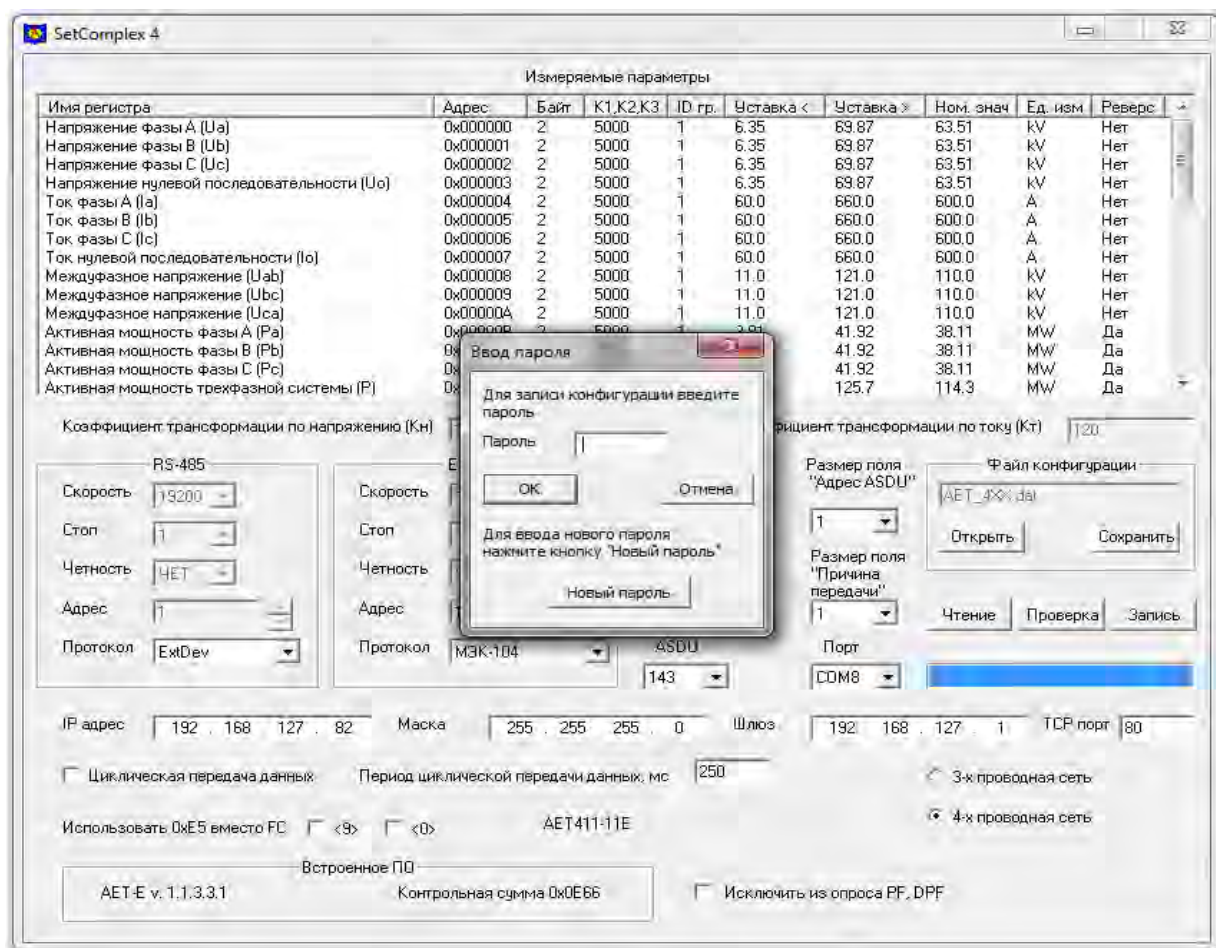 SetComplex 4
Измеряемые параметры
Имя регистра Адрес Байт К1,К2,К3 ID гр. Уставка < Уставка > Ном. знач Ед. изм Реверс
Напряжение фазы A (Ua) 0x000000 2 5000 1 6.35 69.87 63.51 kV Нет
Напряжение фазы B (Ub) 0x000001 2 5000 1 6.35 69.87 63.51 kV Нет
Напряжение фазы C (Uc) 0x000002 2 5000 1 6.35 69.87 63.51 kV Нет
Напряжение нулевой последовательности (Uo) 0x000003 2 5000 1 6.35 69.87 63.51 kV Нет
Ток фазы A (Ia) 0x000004 2 5000 1 60.0 660.0 600.0 A Нет
Ток фазы B (Ib) 0x000005 2 5000 1 60.0 660.0 600.0 A Нет
Ток фазы C (Ic) 0x000006 2 5000 1 60.0 660.0 600.0 A Нет
Ток нулевой последовательности (Io) 0x000007 2 5000 1 60.0 660.0 600.0 A Нет
Междуфазное напряжение (Uab) 0x000008 2 5000 1 11.0 121.0 110.0 kV Нет
Междуфазное напряжение (Ubc) 0x000009 2 5000 1 11.0 121.0 110.0 kV Нет
Междуфазное напряжение (Uca) 0x00000A 2 5000 1 11.0 121.0 110.0 kV Нет
Активная мощность фазы A (Pa) 41.92 38.11 MW Да
Активная мощность фазы B (Pb) 41.92 38.11 MW Да
Активная мощность фазы C (Pc) 41.92 38.11 MW Да
Активная мощность трехфазной системы (P) 125.7 114.3 MW Да
Ввод пароля
Для записи конфигурации введите
пароль
Пароль
OK Отмена
Для ввода нового пароля
нажмите кнопку "Новый пароль"
Новый пароль
Коэффициент трансформации по напряжению (Кн) трансформации по току (Кт) 120
RS-485
Скорость 19200
Стоп 1
Четность ЧЕТ
Адрес 1
Протокол ExtDev
Скорость
Стоп
Четность
Адрес
Протокол МЭК-104
ASDU
143
Размер поля
"Адрес ASDU"
1
Размер поля
"Причина
передачи"
1
Порт
COM8
Файл конфигурации
AET_4XX.dat
Открыть Сохранить
Чтение Проверка Запись
IP адрес 192 . 168 127 . 82 Маска 255 . 255 255 . 0 Шлюз 192 168 . 127 . 1 TCP порт 80
Циклическая передача данных Период циклической передачи данных, мс 250
3-х проводная сеть
4-х проводная сеть
Использовать 0xE5 вместо FC <9> <0> AET411-11E
Встроенное ПО
AET-E v. 1.1.3.3.1 Контрольная сумма 0x0E66
Исключить из опроса PF, DPF